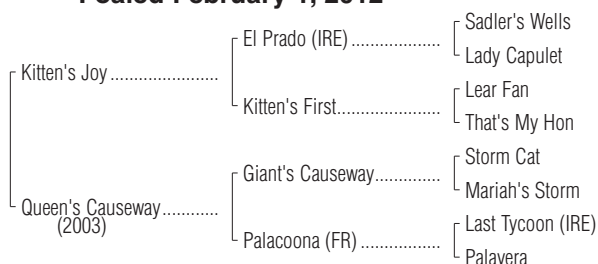 Foaled February 4, 2012
Sadler's Wells
El Prado (IRE) ....................
Lady Capulet
Kitten's Joy ........................
Lear Fan
Kitten's First.......................
That's My Hon
Storm Cat
Giant's Causeway...............
Mariah's Storm
Queen's Causeway.............
(2003)
Last Tycoon (IRE)
Palacoona (FR) ..................
Palavera